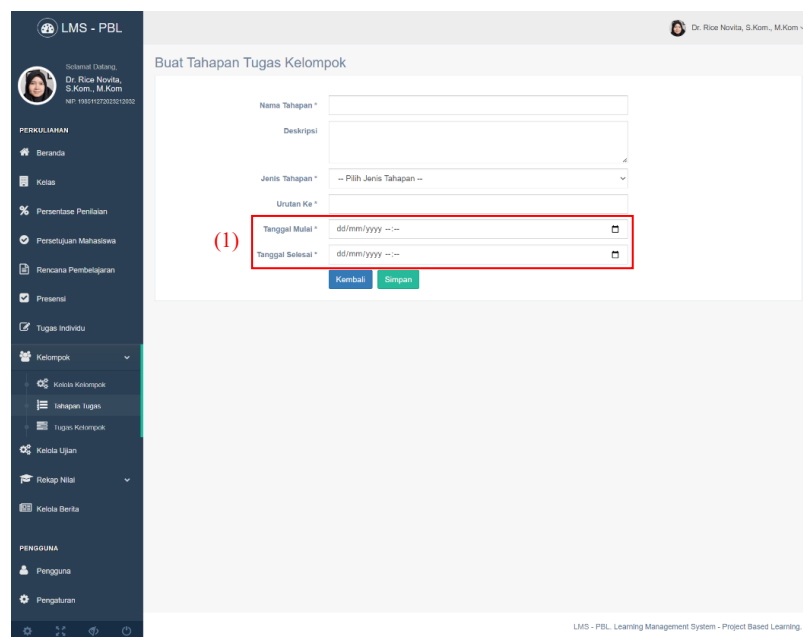 LMS - PBL
Dr. Rice Novita, S.Kom., M.Kom
Selamat Datang,
Dr. Rice Novita,
S.Kom., M.Kom
NIP. 198511272023212032
PERKULIAHAN
Beranda
Kelas
Persentase Penilaian
Persetujuan Mahasiswa
Rencana Pembelajaran
Presensi
Tugas Individu
Kelompok
Kelola Kelompok
Tahapan Tugas
Tugas Kelompok
Kelola Ujian
Rekap Nilai
Kelola Berita
PENGGUNA
Pengguna
Pengaturan
Buat Tahapan Tugas Kelompok
Nama Tahapan *
Deskripsi
Jenis Tahapan * -- Pilih Jenis Tahapan --
Urutan Ke *
(1)
Tanggal Mulai * dd/mm/yyyy --:--
Tanggal Selesai * dd/mm/yyyy --:--
Kembali Simpan
LMS - PBL, Learning Management System - Project Based Learning.